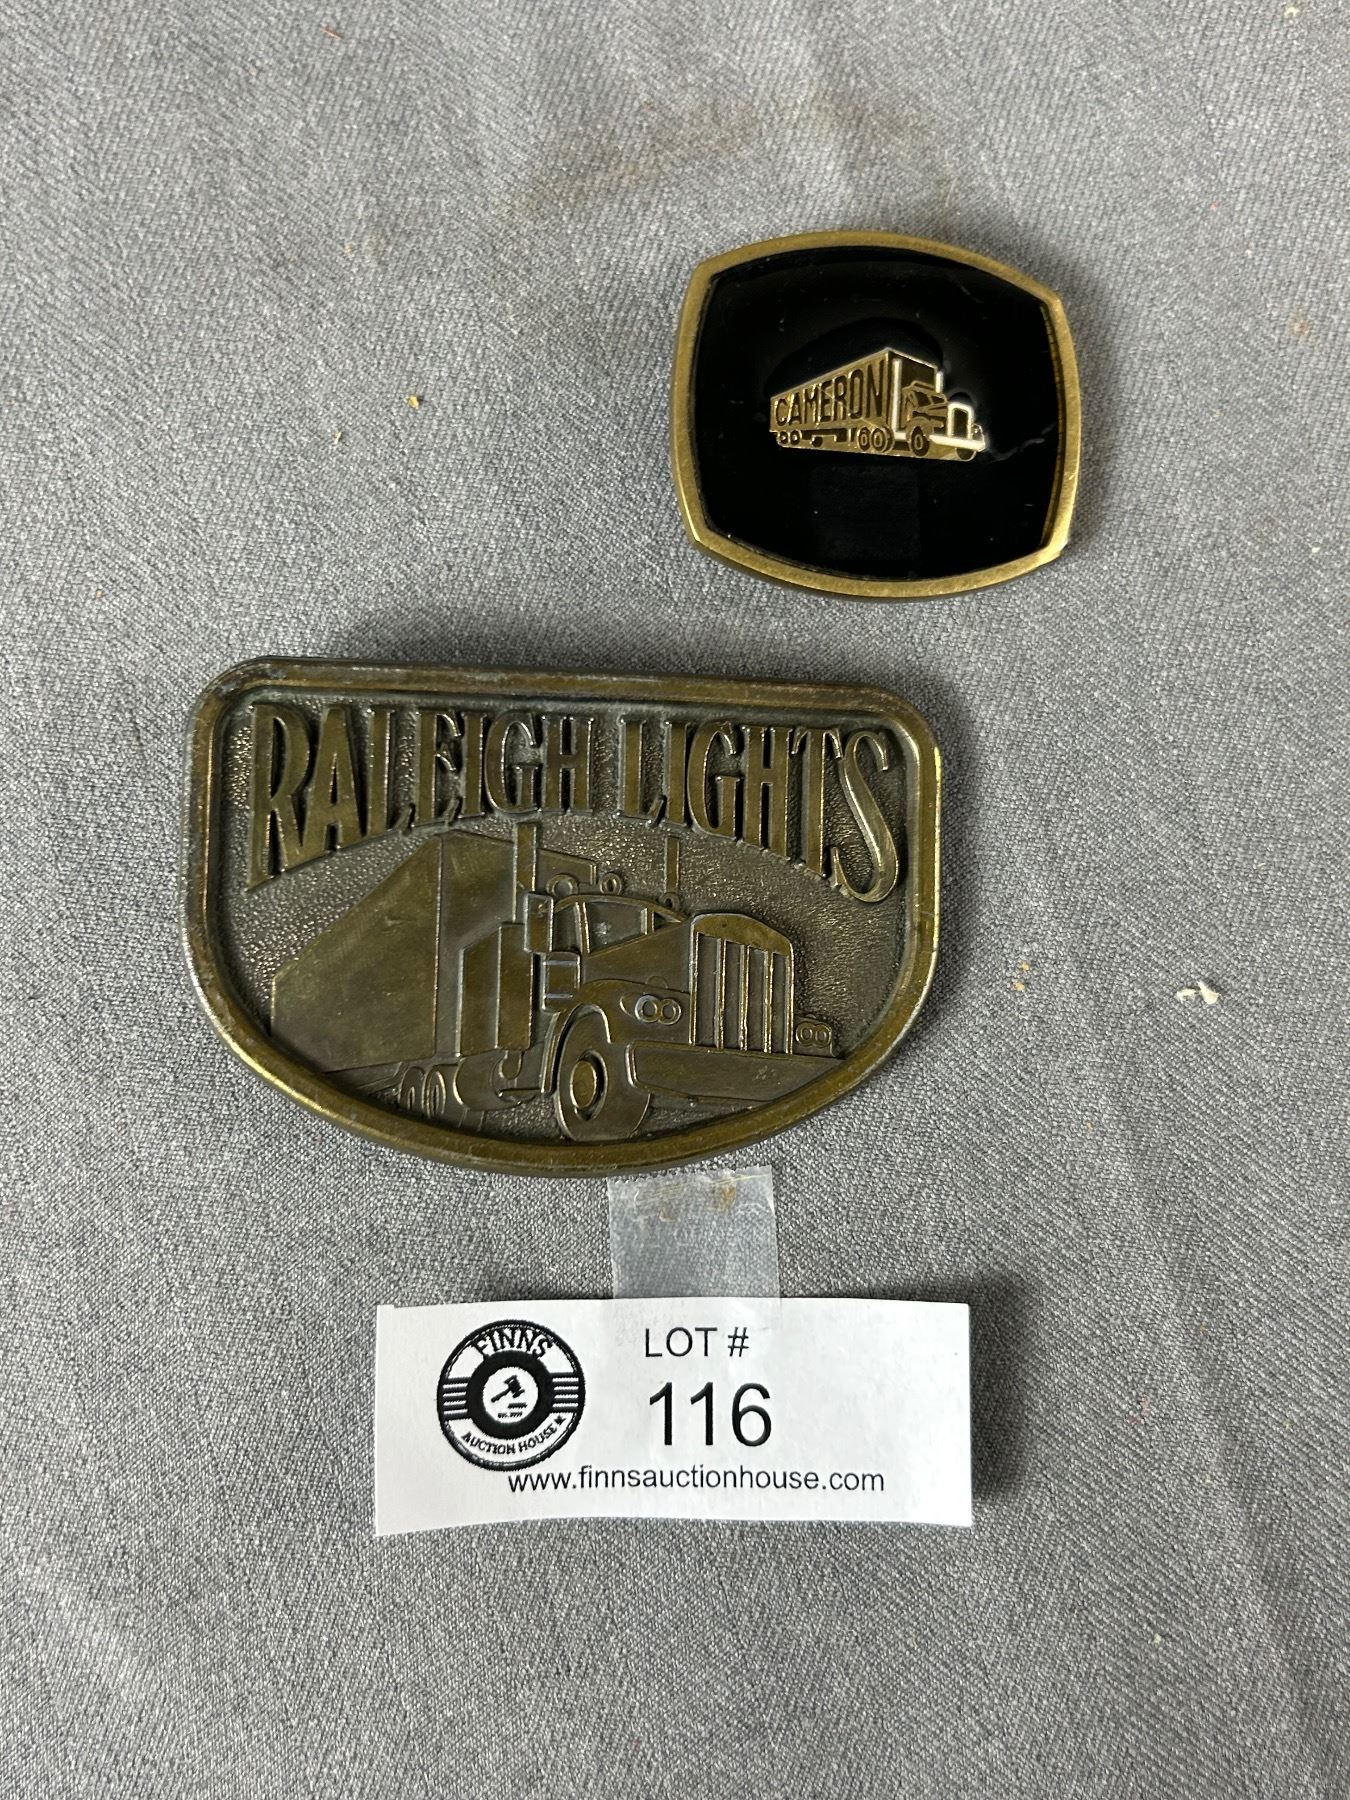 CAMERON
RALEIGH LIGHTS
FINNS
AUCTION HOUSE
LOT #
116
www.finnsauctionhouse.com